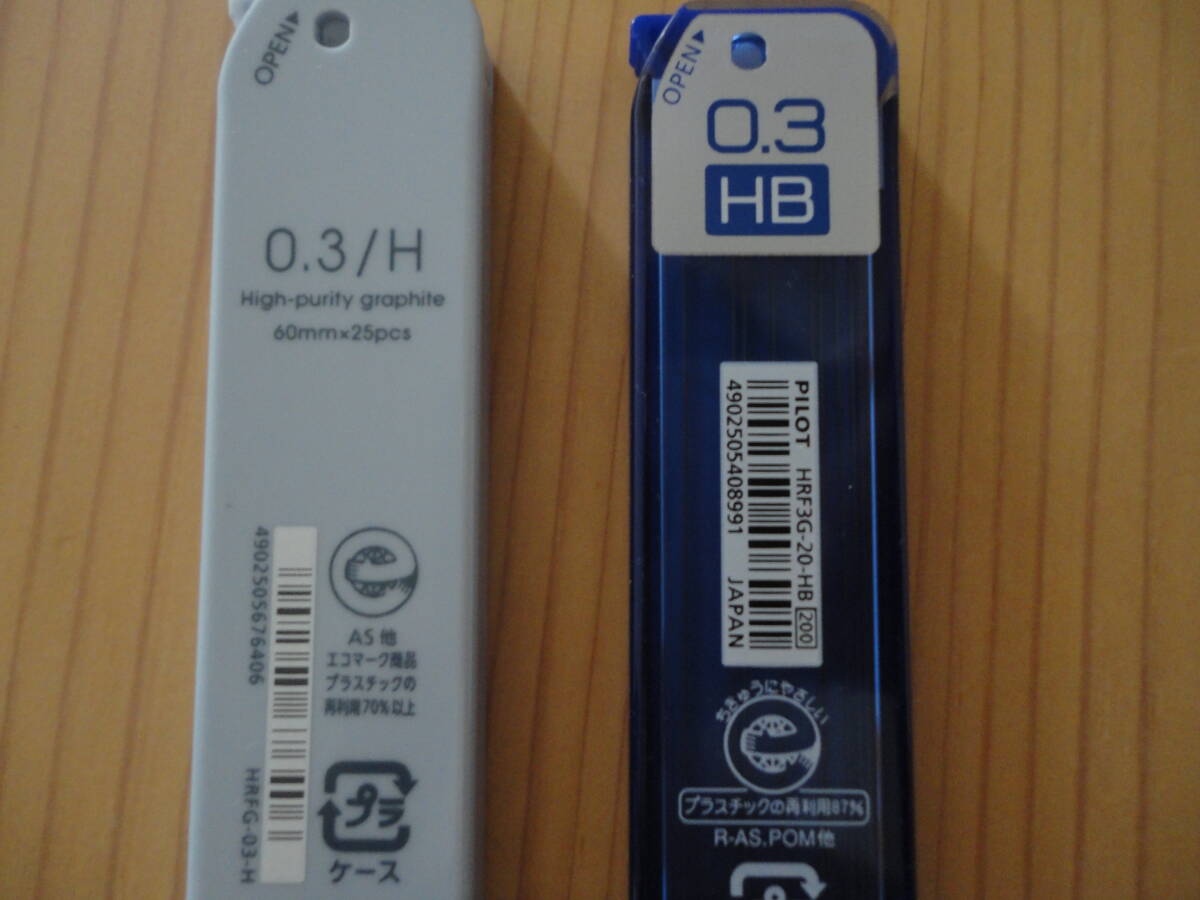 OPEN
0.3/H
High-purity graphite
60mm×25pcs
4902505676406
HRFG-03-H
AS 他
エコマーク商品
プラスチックの
再利用70%以上
プラ
ケース
OPEN
0.3
HB
PILOT HRF3G-20-HB 200
4902505408991 JAPAN
ちきゅうにやさしい
プラスチックの再利用87%
R-AS.POM他